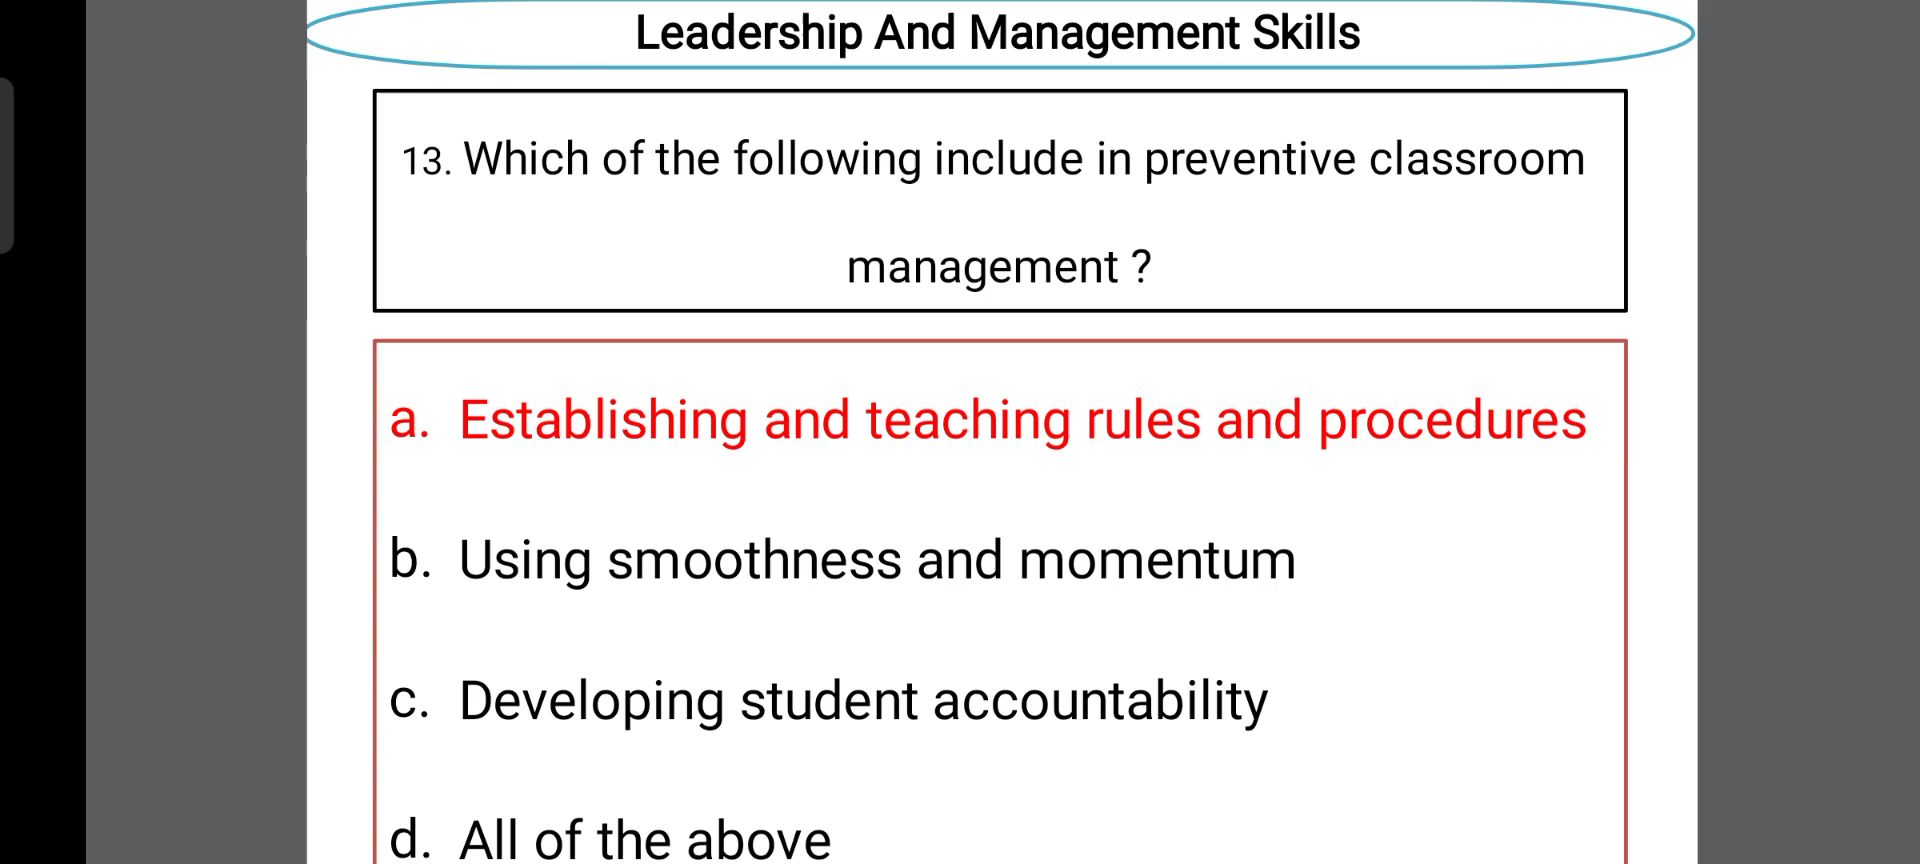 Leadership And Management Skills
13. Which of the following include in preventive classroom
management ?
a. Establishing and teaching rules and procedures
b. Using smoothness and momentum
c. Developing student accountability
d. All of the above